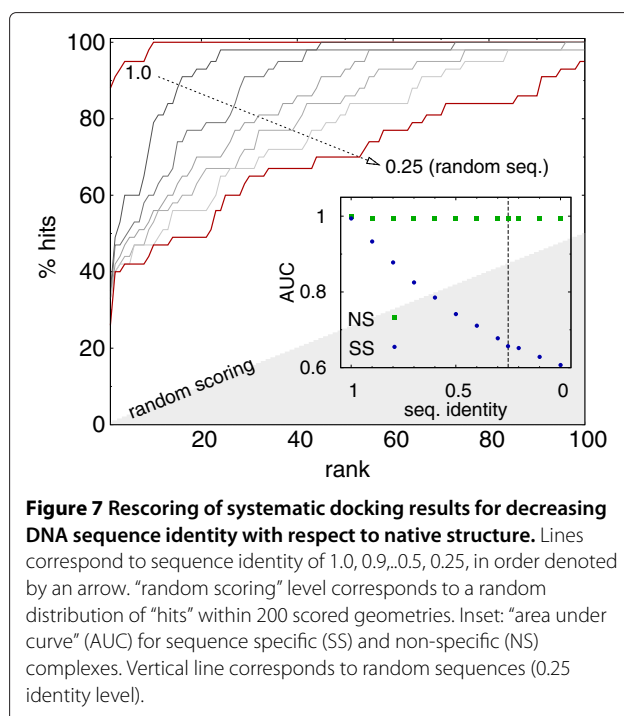 100
80
60
40
20
0
% hits
1.0
0.25 (random seq.)
random scoring
20 40 60 80 100
rank
1
0.8
0.6
AUC
NS
SS
1 0.5 0
seq. identity
Figure 7 Rescoring of systematic docking results for decreasing
DNA sequence identity with respect to native structure. Lines
correspond to sequence identity of 1.0, 0.9,..0.5, 0.25, in order denoted
by an arrow. “random scoring” level corresponds to a random
distribution of “hits” within 200 scored geometries. Inset: “area under
curve” (AUC) for sequence specific (SS) and non-specific (NS)
complexes. Vertical line corresponds to random sequences (0.25
identity level).